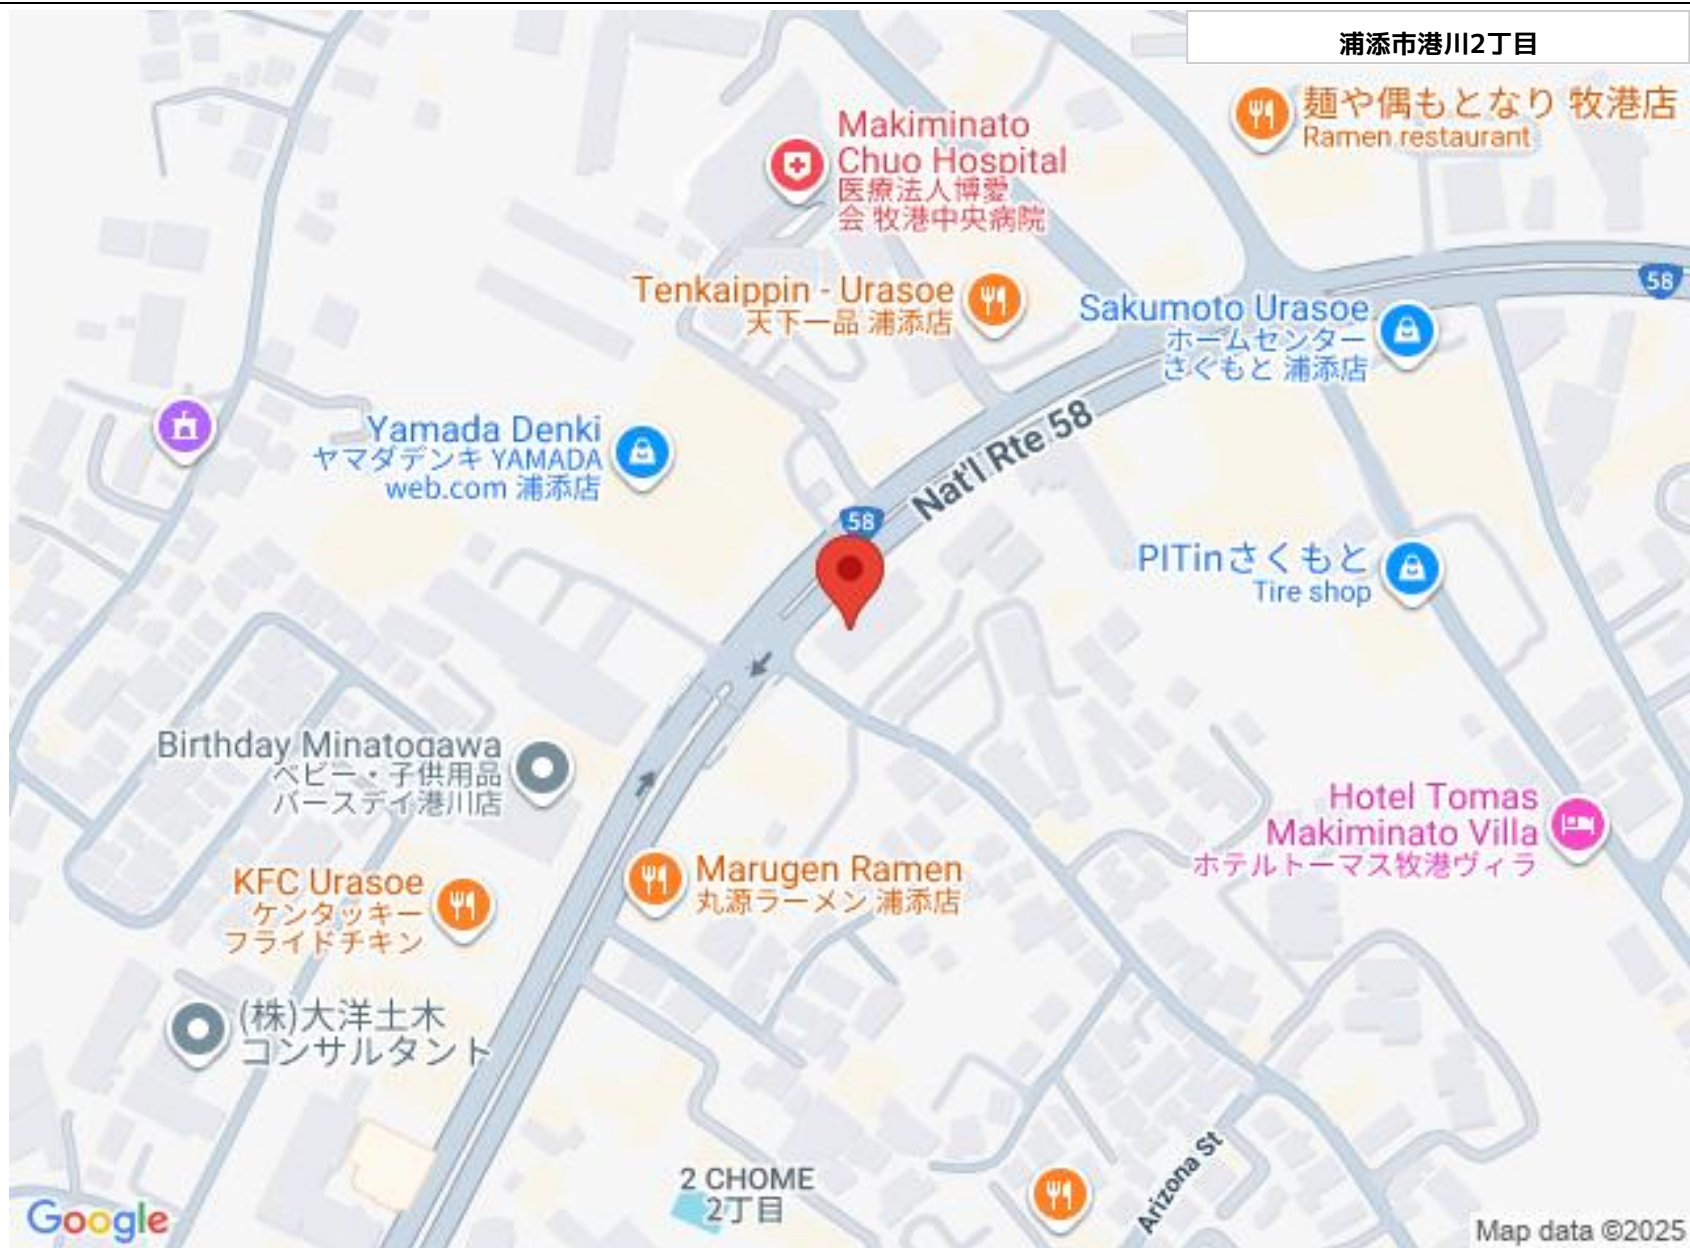 浦添市港川2丁目
麺や偶もとなり 牧港店
Ramen restaurant
Makiminato
Chuo Hospital
医療法人博愛
会 牧港中央病院
58
Tenkaippin - Urasoe
天下一品 浦添店
Sakumoto Urasoe
ホームセンター
さくもと 浦添店
Yamada Denki
ヤマダデンキ YAMADA
web.com 浦添店
Nat'l Rte 58
58
PITinさくもと
Tire shop
Birthday Minatogawa
ベビー・子供用品
バースデイ港川店
Hotel Tomas
Makiminato Villa
ホテルトーマス牧港ヴィラ
Marugen Ramen
丸源ラーメン 浦添店
KFC Urasoe
ケンタッキー
フライドチキン
(株)大洋土木
コンサルタント
2 CHOME
2丁目
Arizona St
Google
Map data ©2025